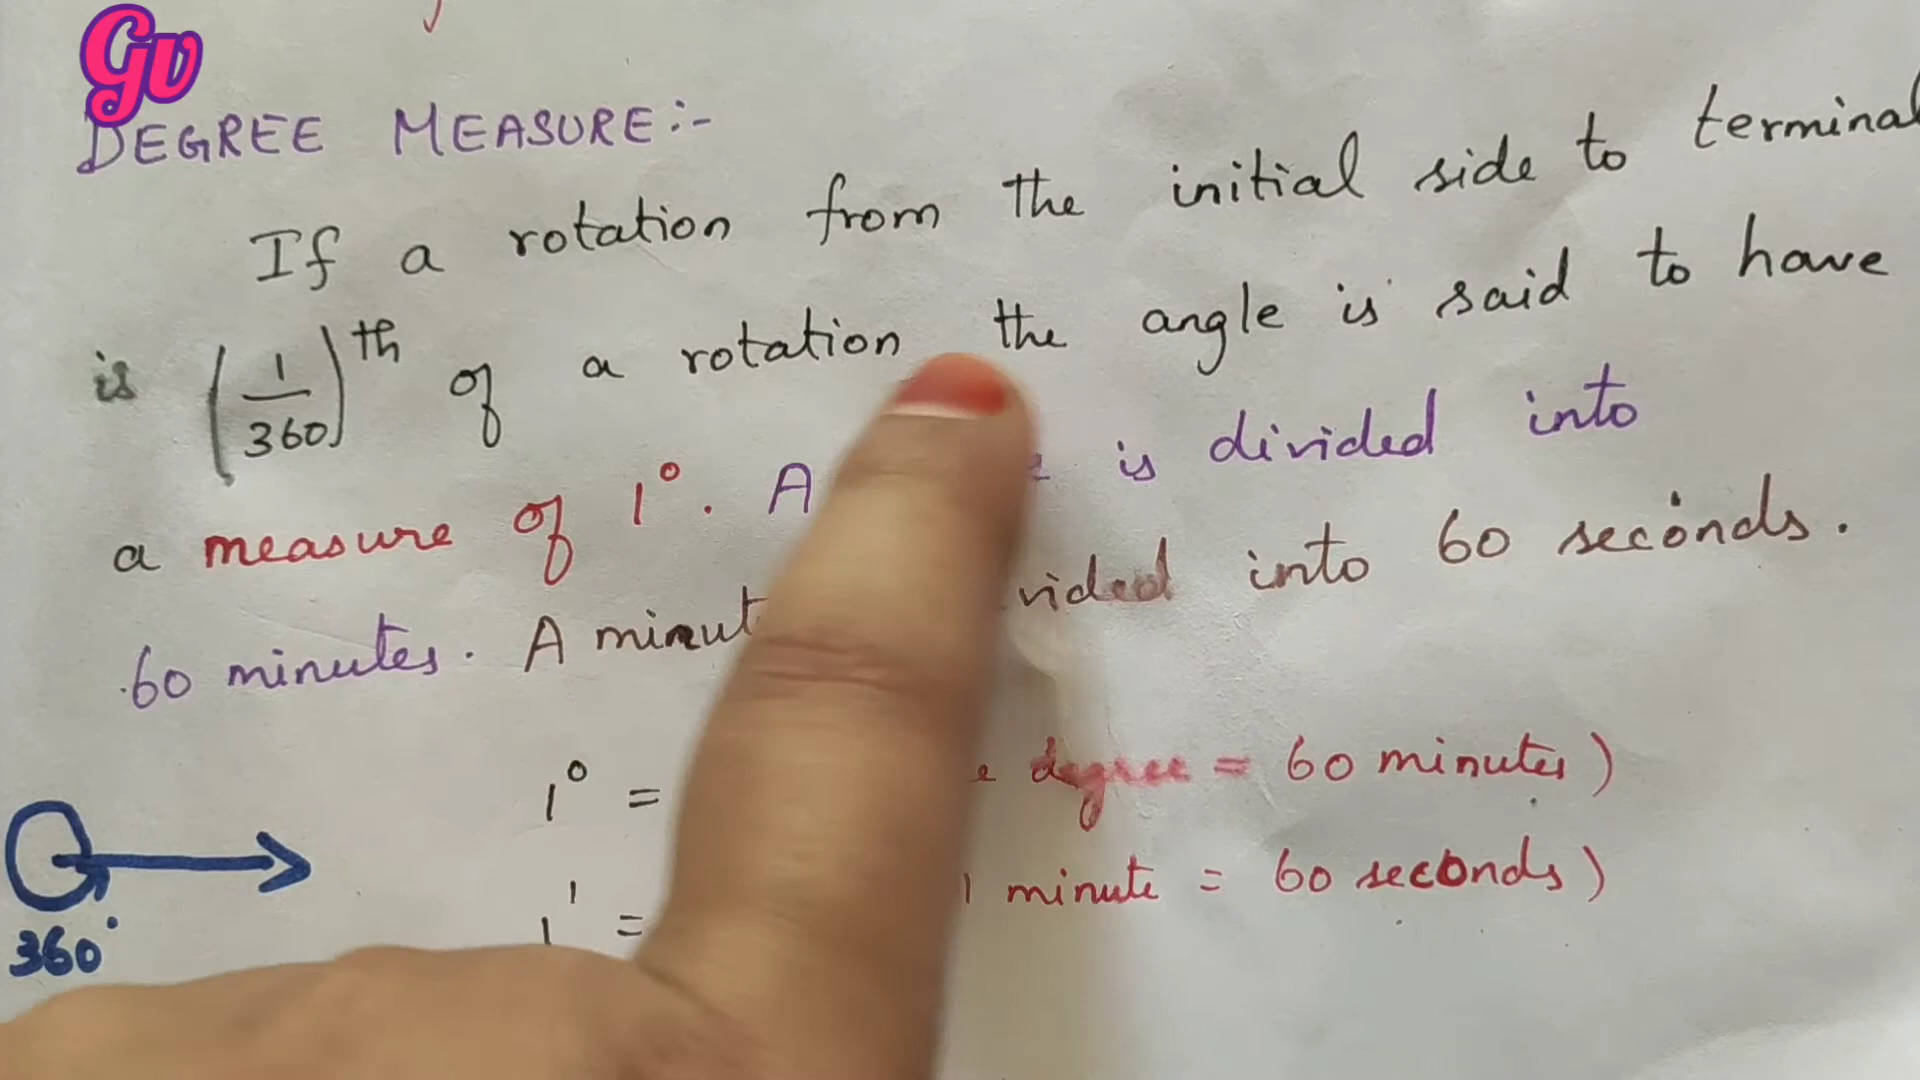 Gv
DEGREE MEASURE:-
If a rotation from the initial side to terminal
is (1/360)th of a rotation the angle is said to have
a measure of 1°. A is divided into
60 minutes. A into 60 seconds.
1° = degree = 60 minutes)
1' = 1 minute = 60 seconds)
360°